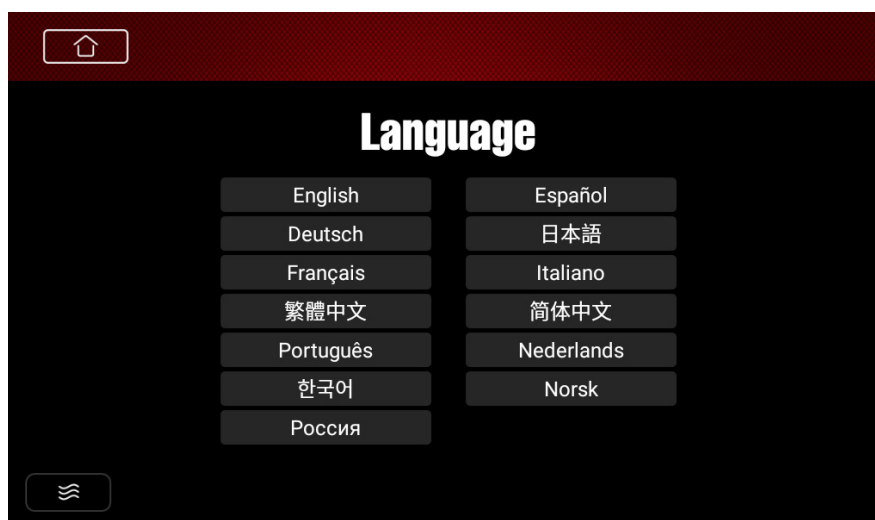 Language
English
Español
Deutsch
日本語
Français
Italiano
繁體中文
简体中文
Português
Nederlands
한국어
Norsk
Россия